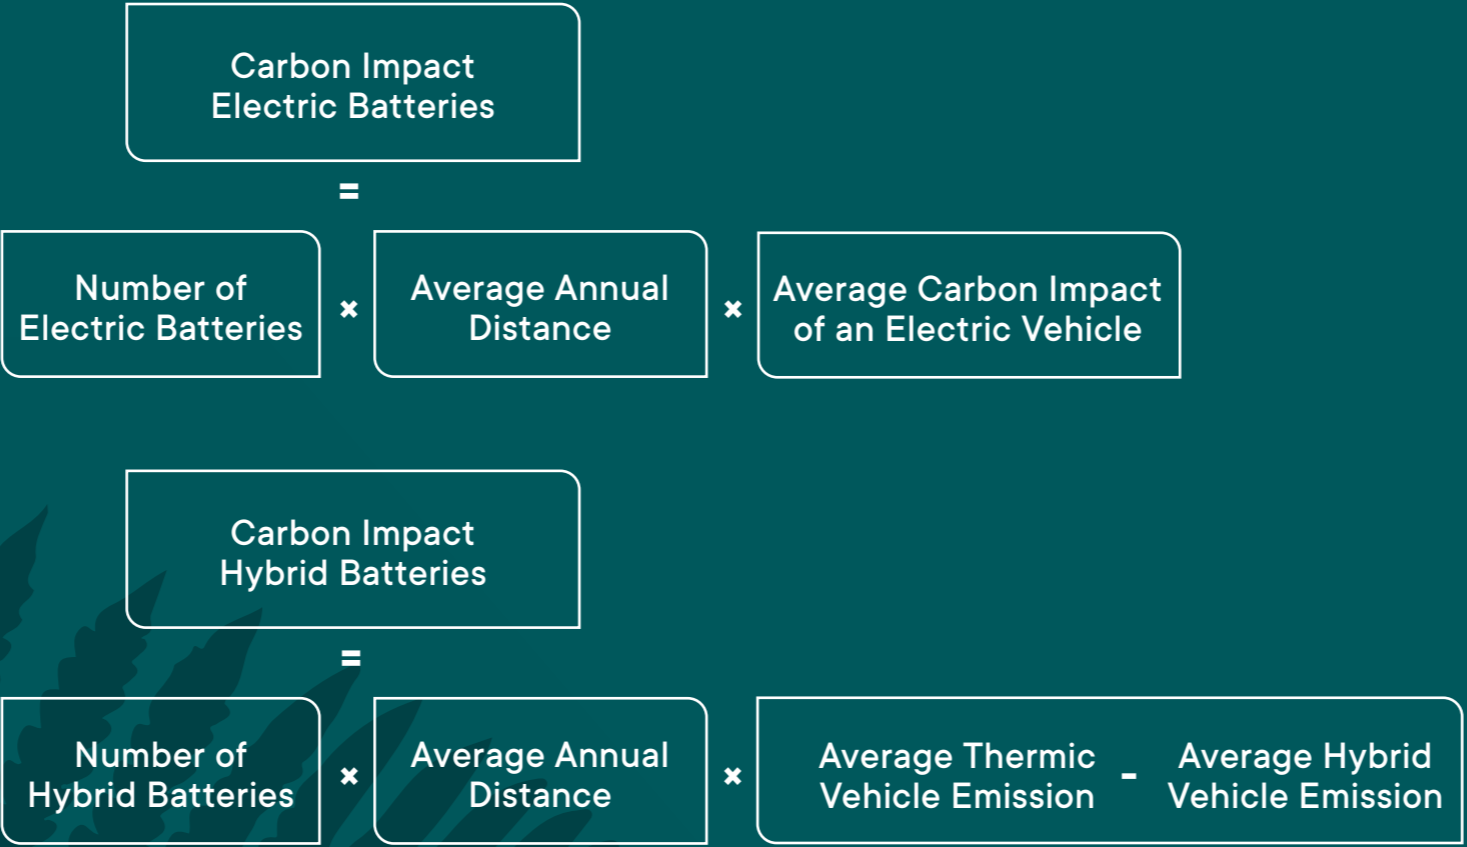 Carbon Impact
Electric Batteries
=
Number of
Electric Batteries
×
Average Annual
Distance
×
Average Carbon Impact
of an Electric Vehicle
Carbon Impact
Hybrid Batteries
=
Number of
Hybrid Batteries
×
Average Annual
Distance
×
Average Thermic
Vehicle Emission
-
Average Hybrid
Vehicle Emission